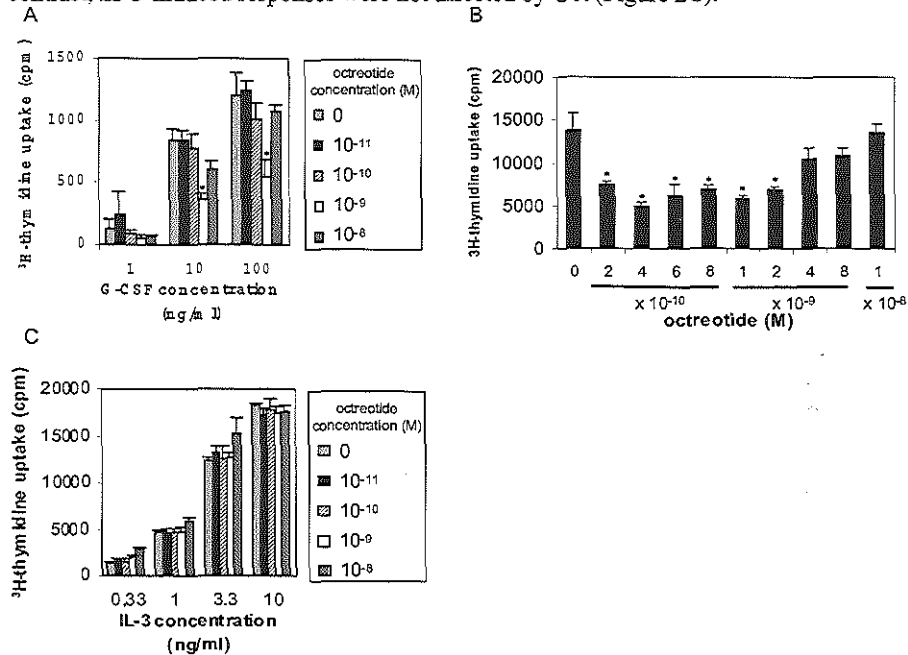 A
³H-thymidine uptake (cpm)
1500
1000
500
0
1 10 100
G-CSF concentration
(ng/ml)
octreotide
concentration (M)
0
10⁻¹¹
10⁻¹⁰
10⁻⁹
10⁻⁸
* *
B
3H-thymidine uptake (cpm)
20000
15000
10000
5000
0
* * * * * *
0 2 4 6 8 1 2 4 8 1
x 10⁻¹⁰ x 10⁻⁹ x 10⁻⁸
octreotide (M)
C
³H-thymidine uptake (cpm)
20000
15000
10000
5000
0
0,33 1 3.3 10
IL-3 concentration
(ng/ml)
octreotide
concentration (M)
0
10⁻¹¹
10⁻¹⁰
10⁻⁹
10⁻⁸